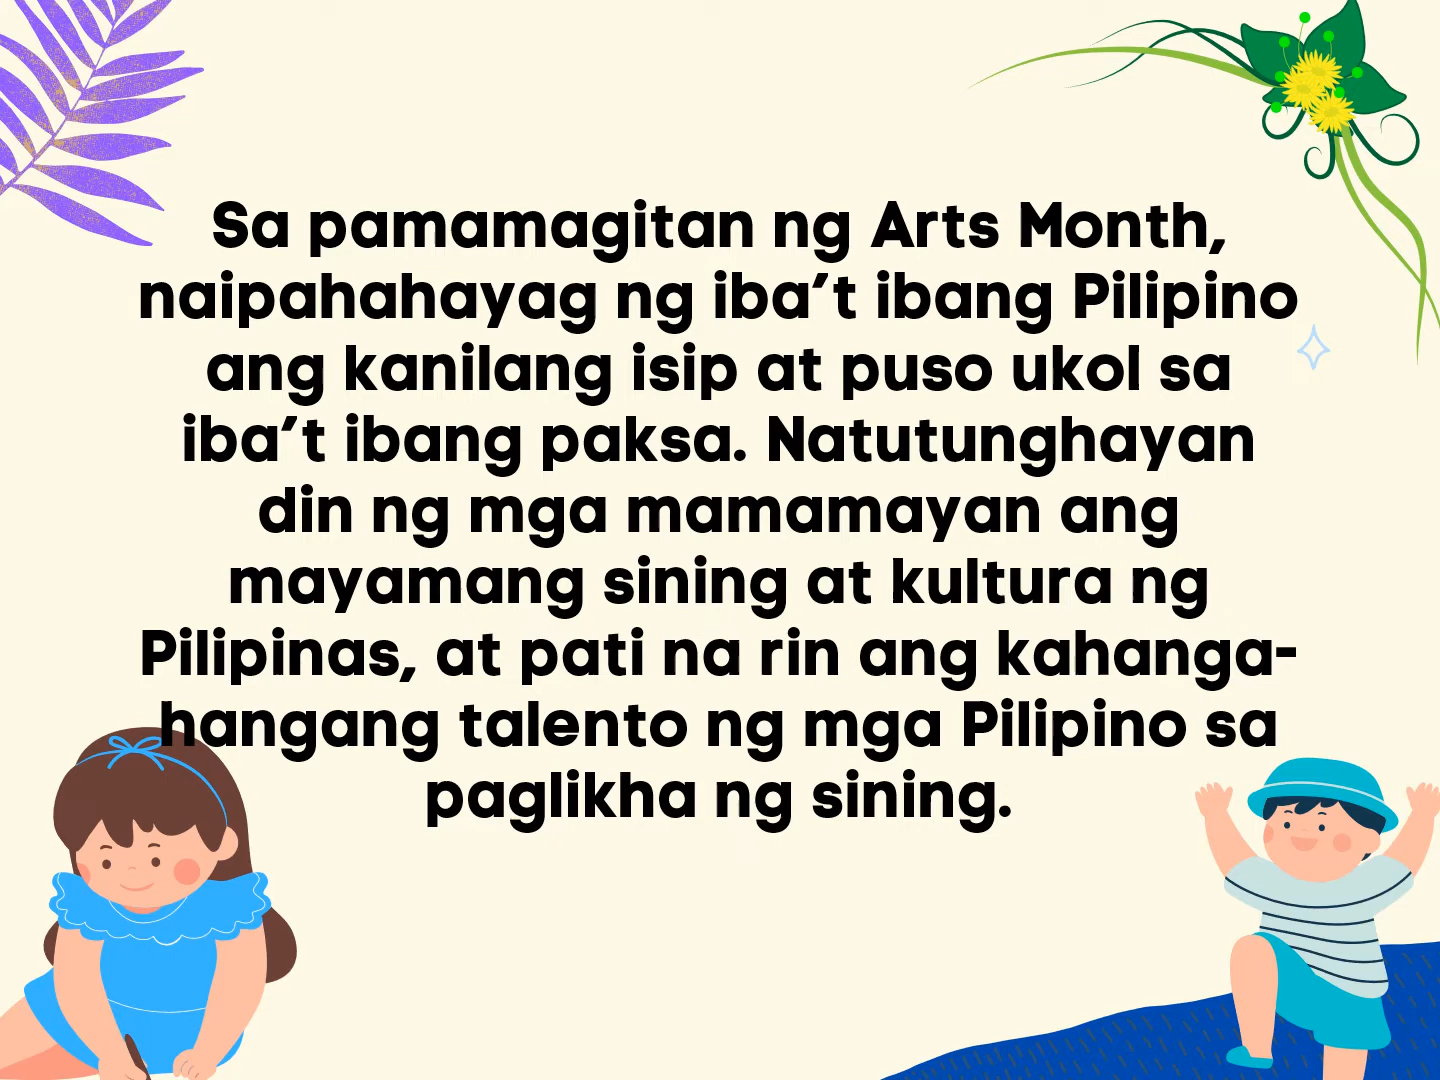 Sa pamamagitan ng Arts Month,
naipahahayag ng iba’t ibang Pilipino
ang kanilang isip at puso ukol sa
iba’t ibang paksa. Natutunghayan
din ng mga mamamayan ang
mayamang sining at kultura ng
Pilipinas, at pati na rin ang kahanga-
hangang talento ng mga Pilipino sa
paglikha ng sining.